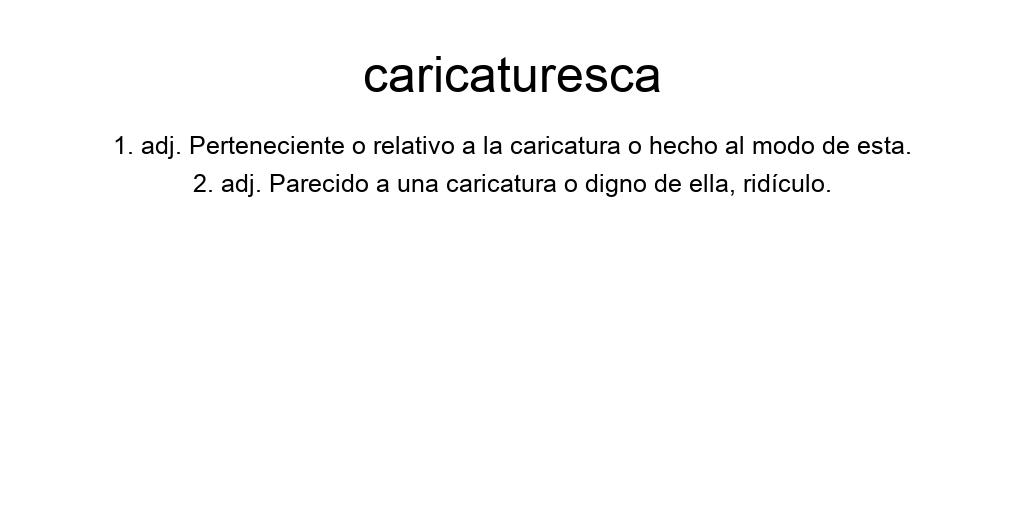 caricaturesca
1. adj. Perteneciente o relativo a la caricatura o hecho al modo de esta.
2. adj. Parecido a una caricatura o digno de ella, ridículo.